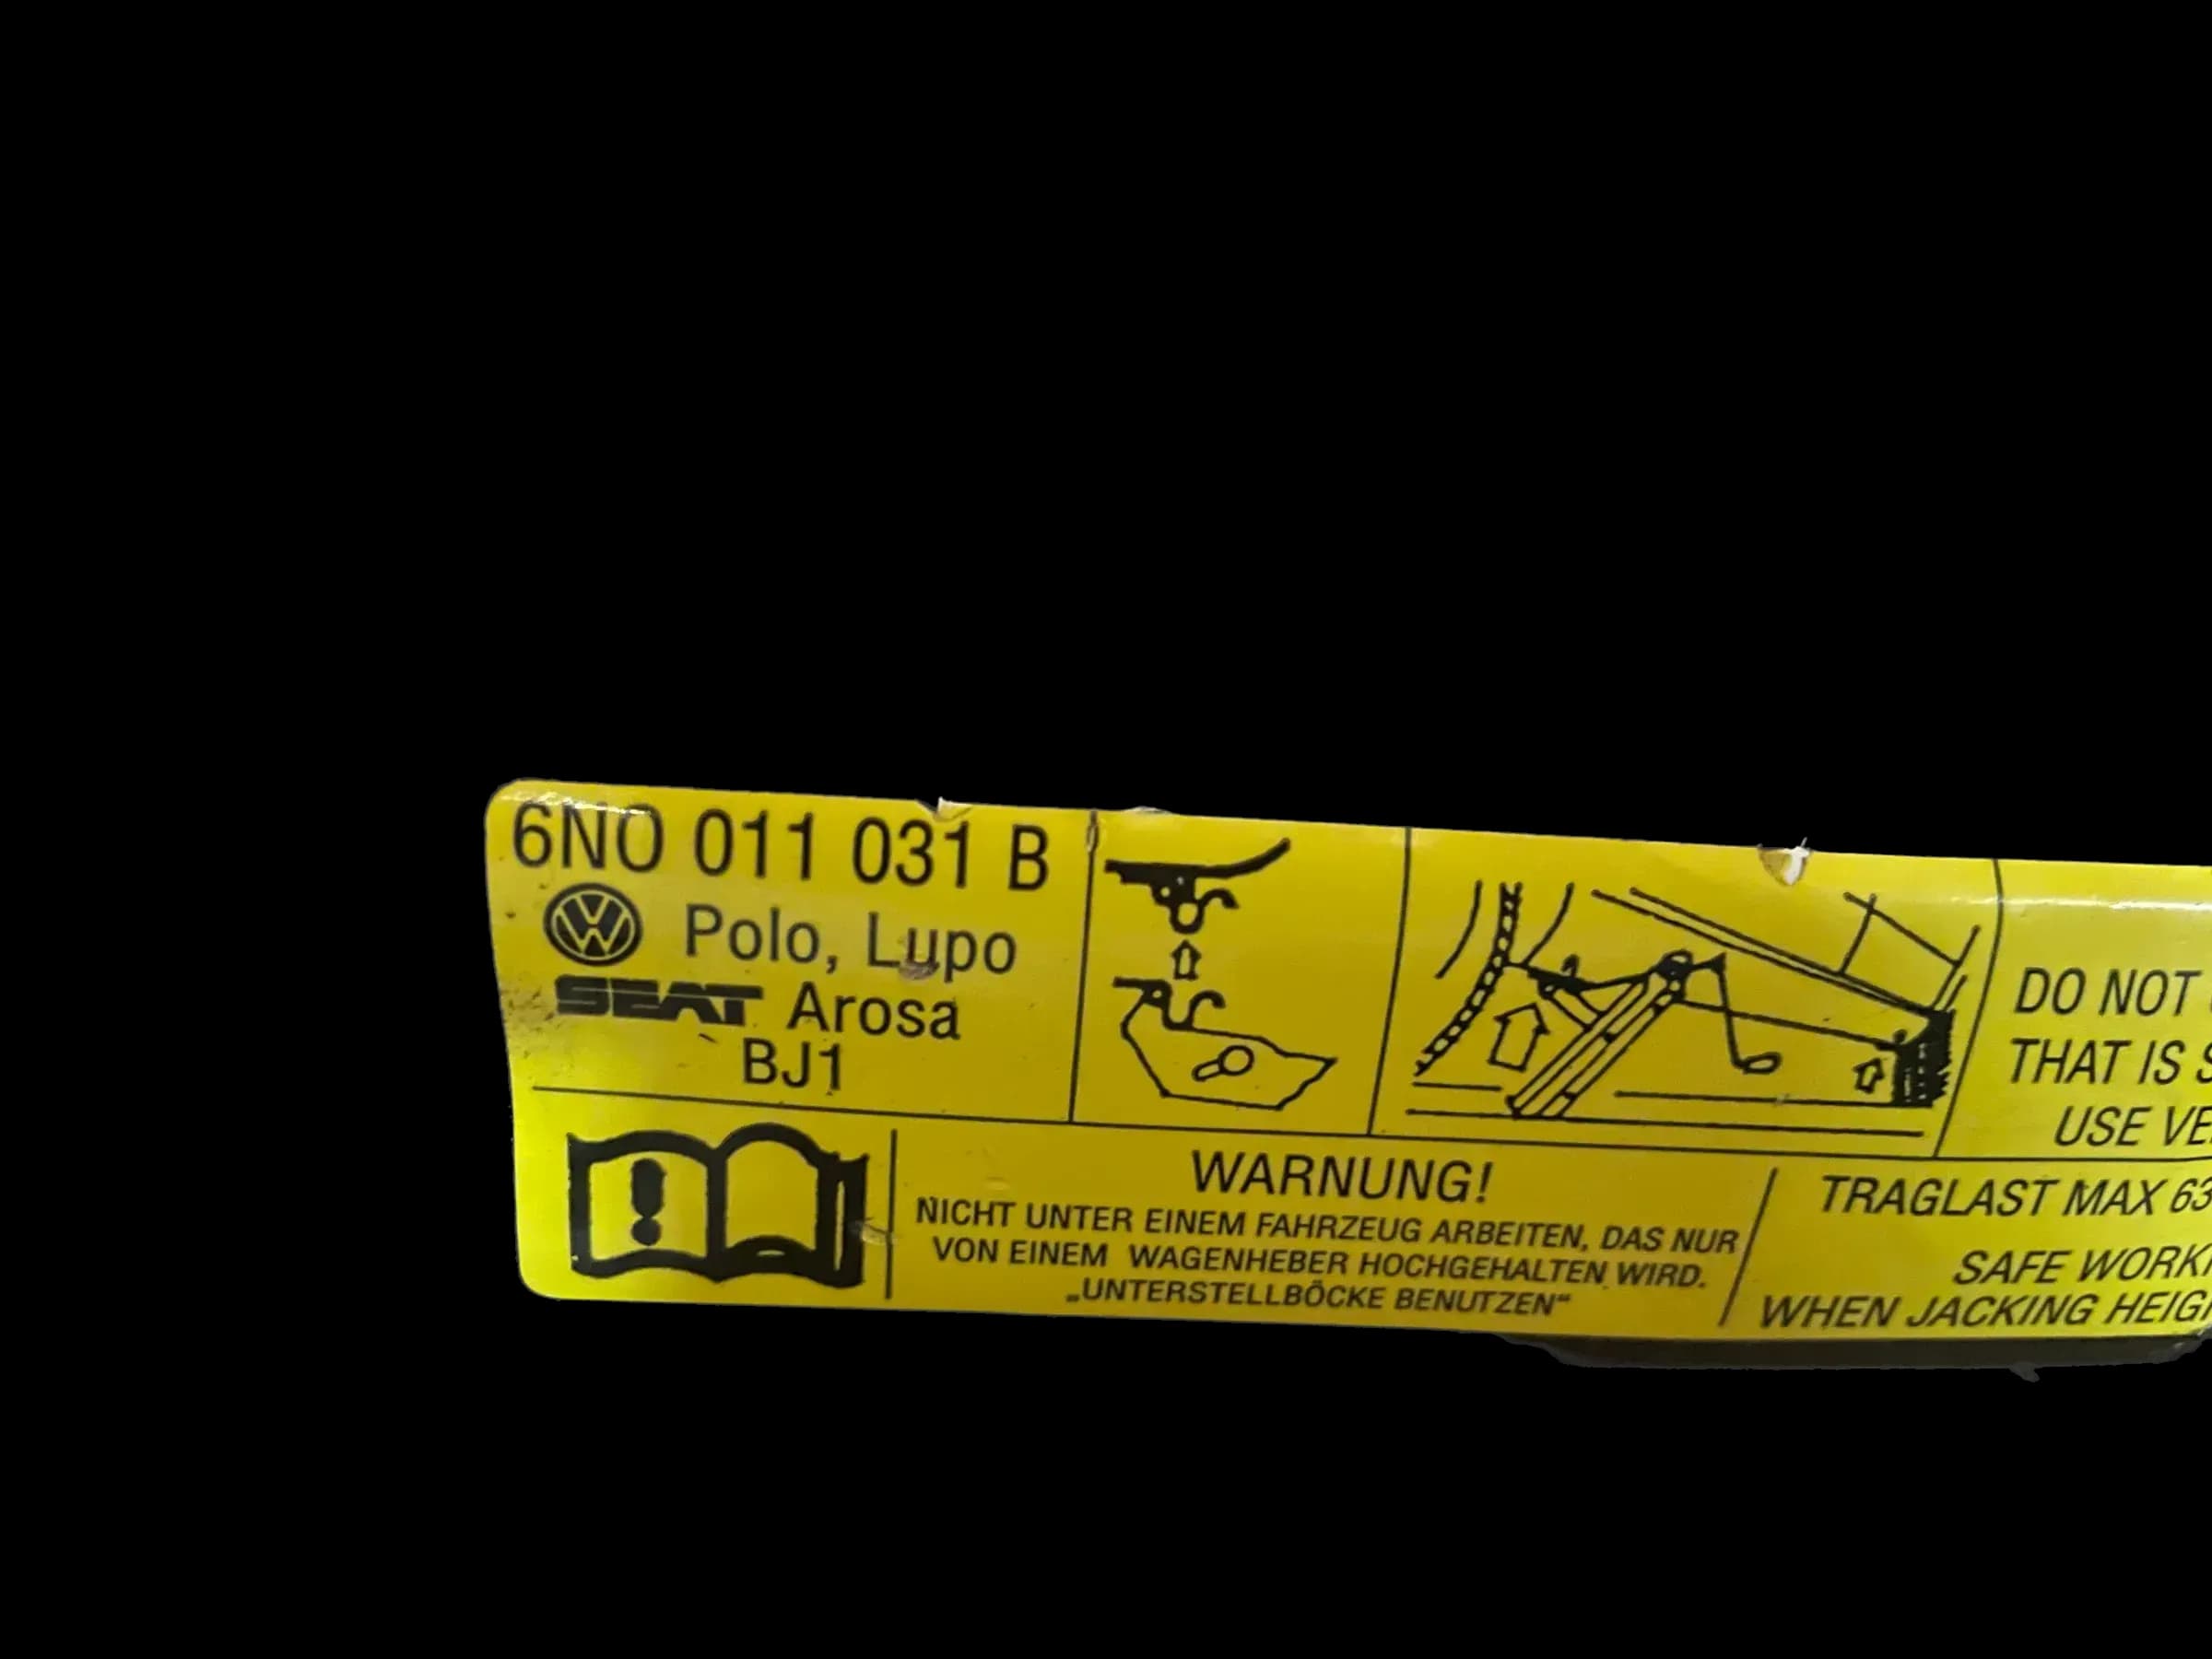 6N0 011 031 B
Polo, Lupo
SEAT Arosa
BJ1
DO NOT
THAT IS
USE
WARNUNG!
NICHT UNTER EINEM FAHRZEUG ARBEITEN, DAS NUR
VON EINEM WAGENHEBER HOCHGEHALTEN WIRD.
„UNTERSTELLBÖCKE BENUTZEN“
TRAGLAST MAX 63
SAFE
WHEN JACKING